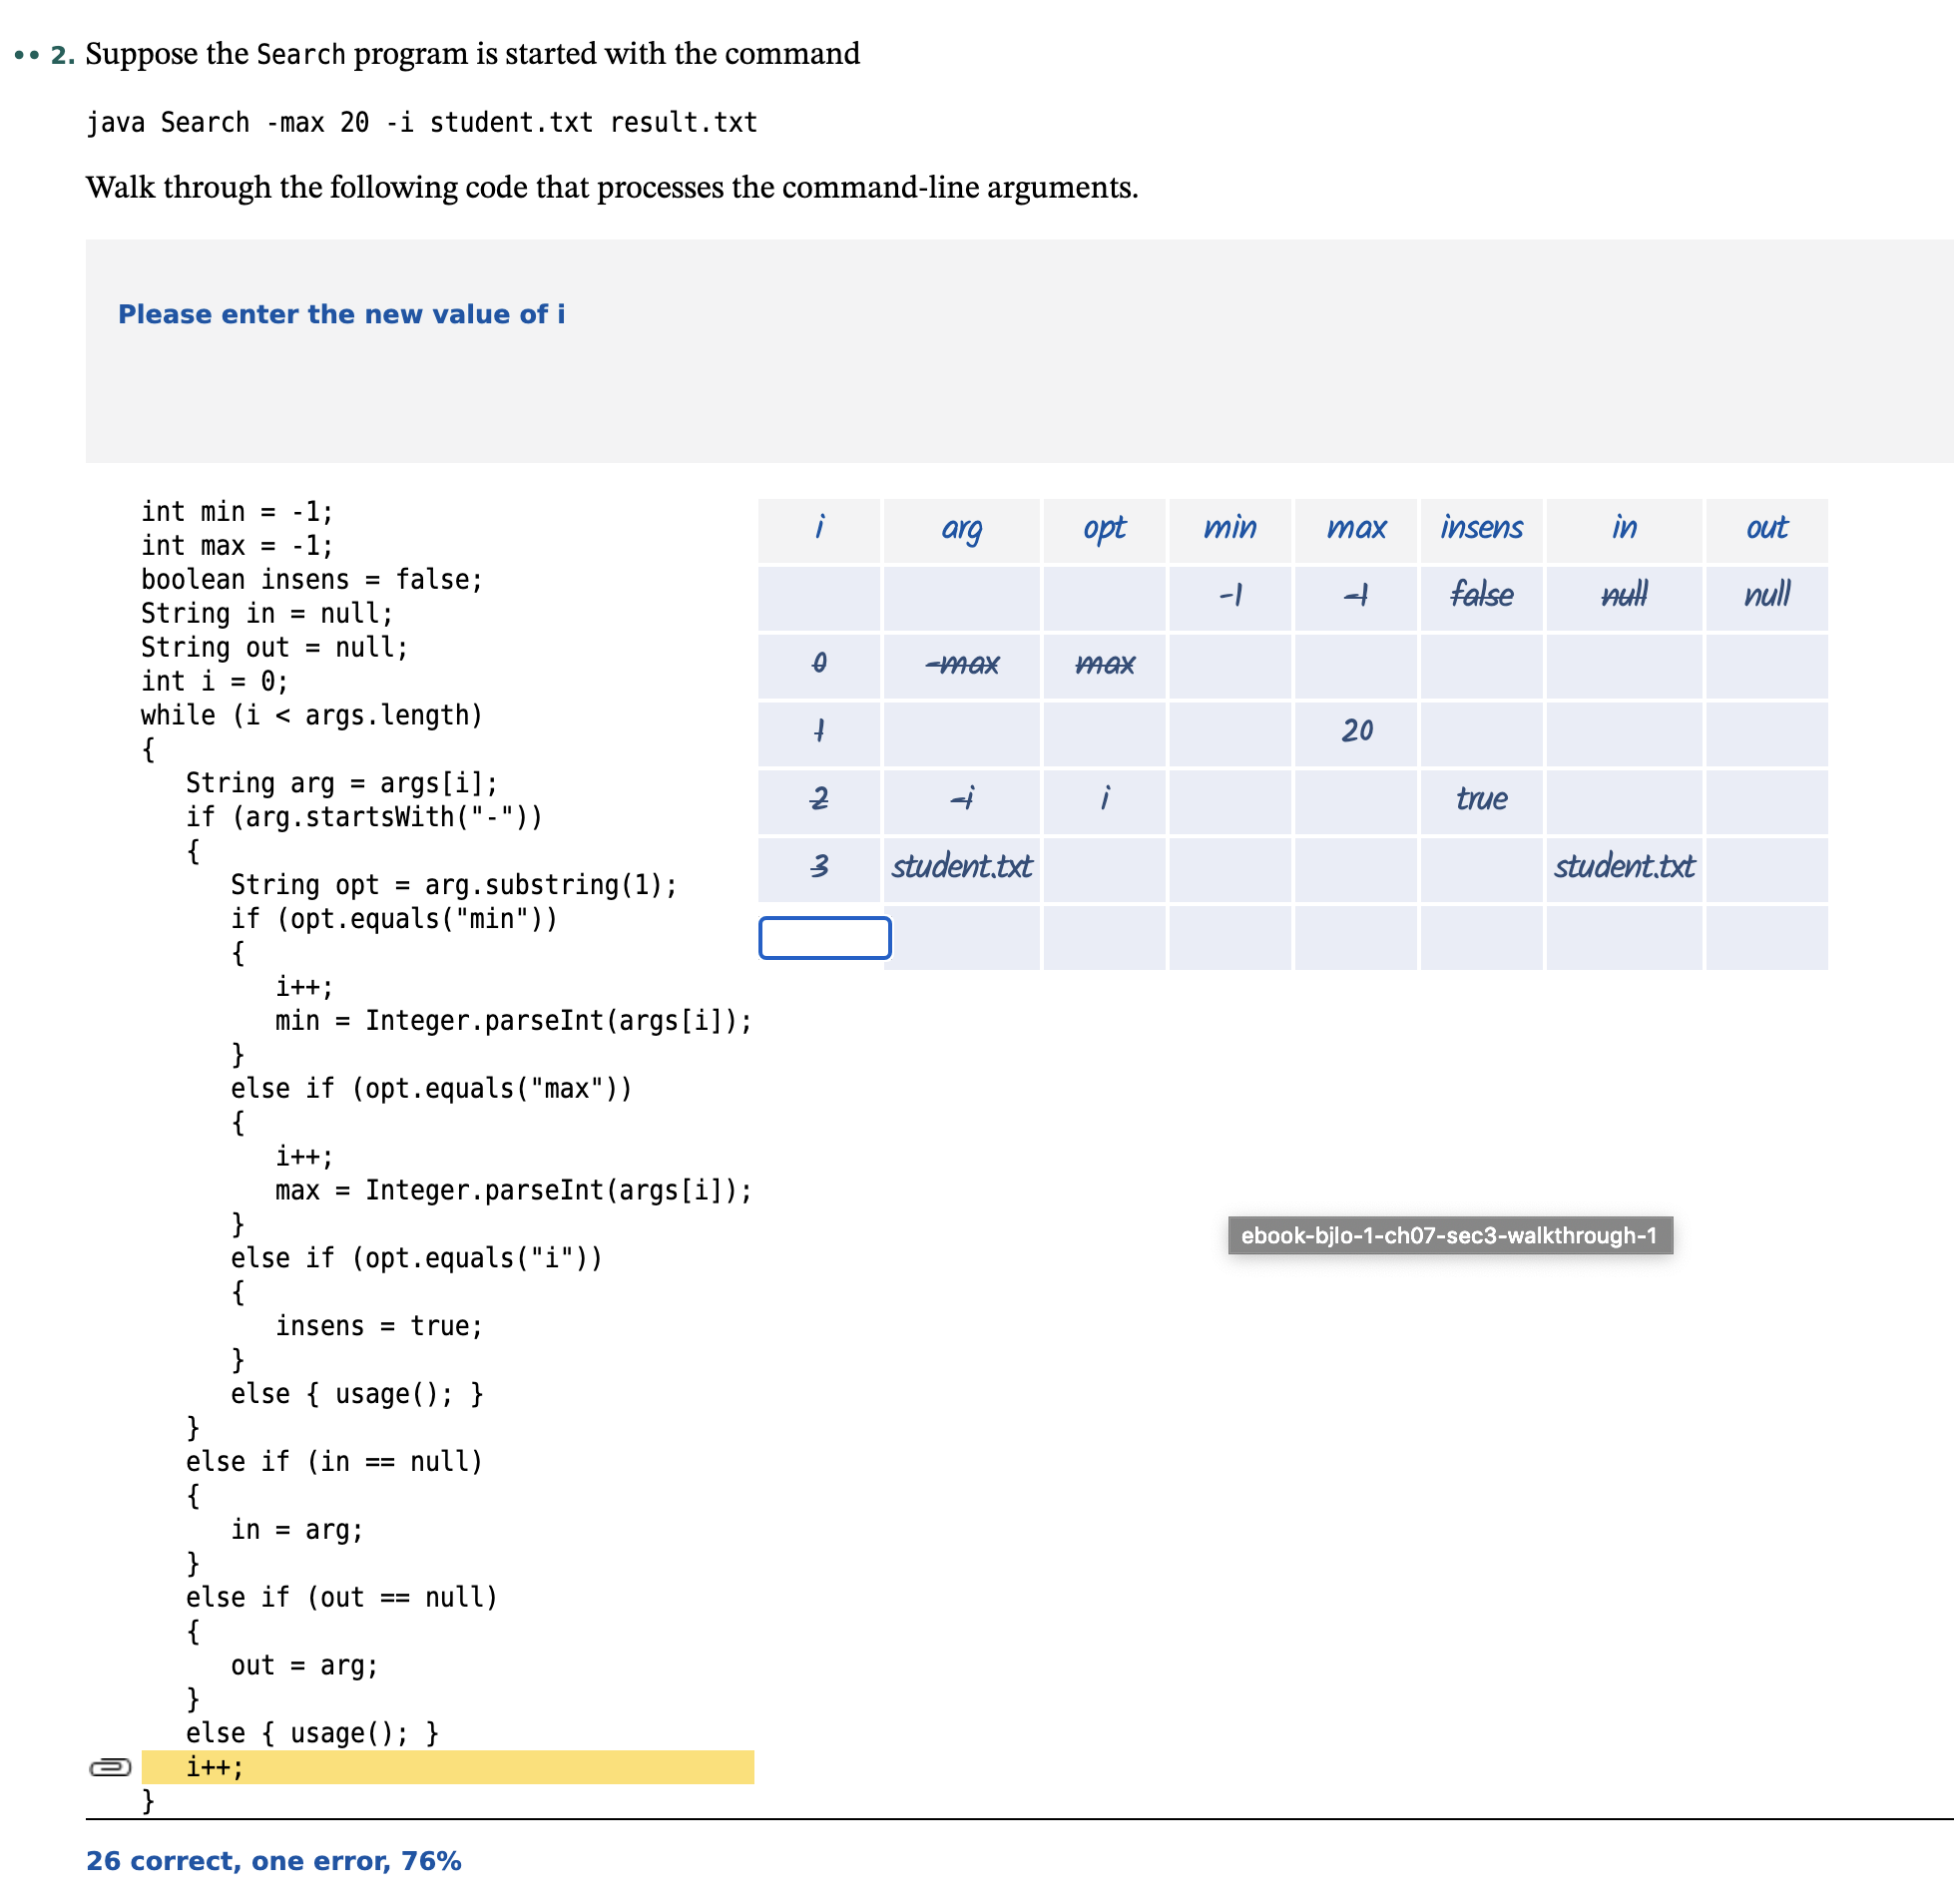 •• 2. Suppose the Search program is started with the command
java Search -max 20 -i student.txt result.txt
Walk through the following code that processes the command-line arguments.
Please enter the new value of i
int min = -1;
int max = -1;
boolean insens = false;
String in = null;
String out = null;
int i = 0;
while (i < args.length)
{
   String arg = args[i];
   if (arg.startsWith("-"))
   {
      String opt = arg.substring(1);
      if (opt.equals("min"))
      {
         i++;
         min = Integer.parseInt(args[i]);
      }
      else if (opt.equals("max"))
      {
         i++;
         max = Integer.parseInt(args[i]);
      }
      else if (opt.equals("i"))
      {
         insens = true;
      }
      else { usage(); }
   }
   else if (in == null)
   {
      in = arg;
   }
   else if (out == null)
   {
      out = arg;
   }
   else { usage(); }
   i++;
}
i arg opt min max insens in out
-1 -1 false null null
0 -max max
1 20
2 -i i true
3 student.txt student.txt
ebook-bjlo-1-ch07-sec3-walkthrough-1
26 correct, one error, 76%